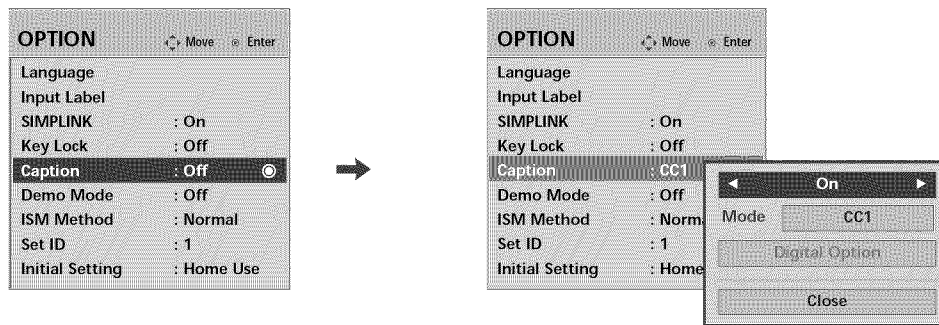 OPTION Move Enter
Language
Input Label
SIMPLINK : On
Key Lock : Off
Caption : Off
Demo Mode : Off
ISM Method : Normal
Set ID : 1
Initial Setting : Home Use
OPTION Move Enter
Language
Input Label
SIMPLINK : On
Key Lock : Off
Caption : CC1
Demo Mode : Off
ISM Method : Norm
Set ID : 1
Initial Setting : Home
On
Mode CC1
Digital Option
Close